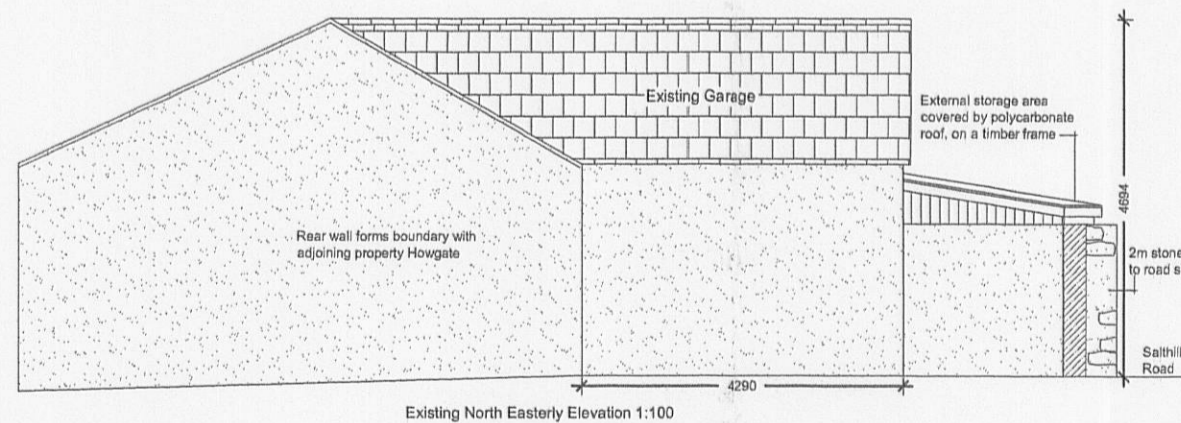 Existing Garage
External storage area
covered by polycarbonate
roof, on a timber frame
4694
Rear wall forms boundary with
adjoining property Howgate
2m stone
to road s
Salthill
Road
4290
Existing North Easterly Elevation 1:100